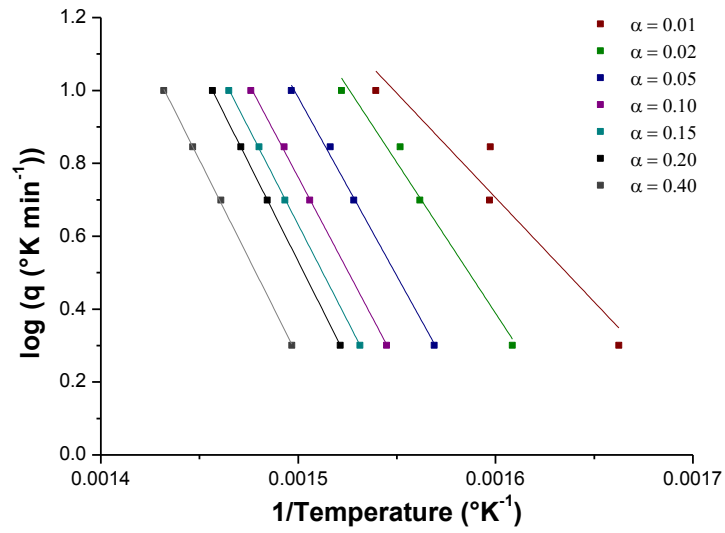 1.2
1.0
0.8
0.6
0.4
0.2
0.0
log (q (°K min⁻¹))
α = 0.01
α = 0.02
α = 0.05
α = 0.10
α = 0.15
α = 0.20
α = 0.40
0.0014 0.0015 0.0016 0.0017
1/Temperature (°K⁻¹)